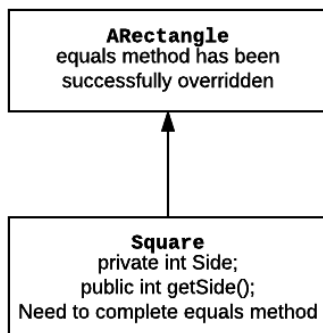 ARectangle
equals method has been
successfully overridden
Square
private int Side;
public int getSide();
Need to complete equals method